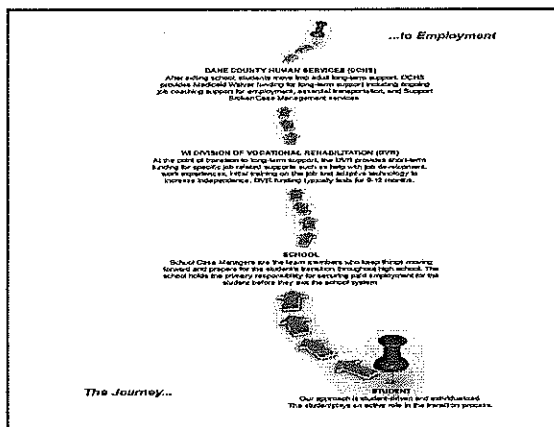 ...to Employment
DANE COUNTY HUMAN SERVICES (DCHS)
After exiting school, students move into adult long-term support. DCHS
provides Medicaid Waiver funding for long-term support including ongoing
job coaching support for employment, essential transportation, and Support
Broker/Case Management services
WI DIVISION OF VOCATIONAL REHABILITATION (DVR)
At the point of transition to long-term support, the DVR provides short-term
funding for specific job related supports such as help with job development,
work experiences, initial training on the job and adaptive technology to
increase independence. DVR funding typically lasts for 9-12 months.
SCHOOL
School Case Managers are the team members who keep things moving
forward and prepare for the student's transition throughout high school. The
school holds the primary responsibility for securing paid employment for the
student before they exit the school system
The Journey...
STUDENT
Our approach is student-driven and individualized.
The student plays an active role in the transition process.